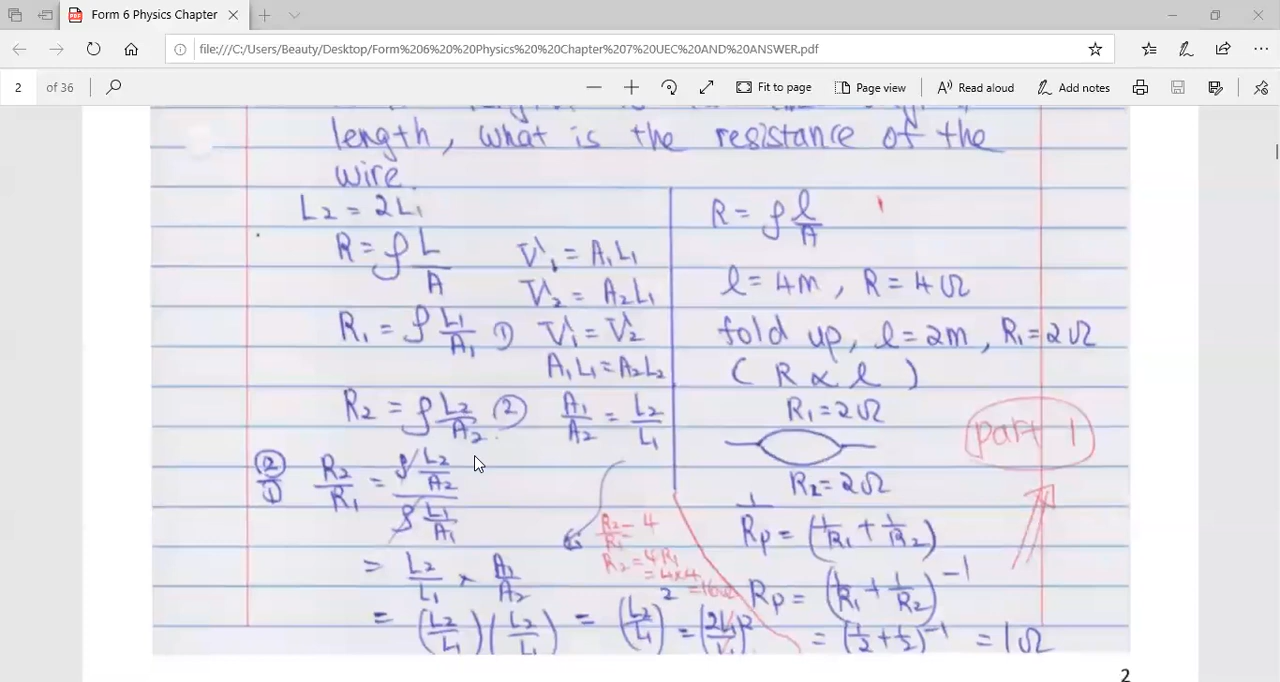 Form 6 Physics Chapter
file:///C:/Users/Beauty/Desktop/Form%206%20%20Physics%20%20Chapter%207%20UEC%20AND%20ANSWER.pdf
2 of 36
Fit to page
Page view
Read aloud
Add notes
length, what is the resistance of the
wire.
L₂ = 2L₁
R = ρ L/A
V₁ = A₁L₁
V₂ = A₂L₁
R₁ = ρ L₁/A₁ ①
V₁ = V₂
A₁L₁ = A₂L₂
R₂ = ρ L₂/A₂ ②
A₁/A₂ = L₂/L₁
②/① R₂/R₁ = ρ L₂/A₂ / ρ L₁/A₁
= L₂/L₁ × A₁/A₂
= (L₂/L₁)(L₂/L₁) = (L₂/L₁)² = (2L₁/L₁)²
R₂/R₁ = 4
R₂ = 4R₁
= 4×4
= 16Ω
R = ρ l/A
l = 4m, R = 4Ω
fold up, l = 2m, R₁ = 2Ω
(R ∝ l)
R₁ = 2Ω
R₂ = 2Ω
part 1
1/Rp = (1/R₁ + 1/R₂)
Rp = (1/R₁ + 1/R₂)⁻¹
= (1/2 + 1/2)⁻¹ = 1Ω
2